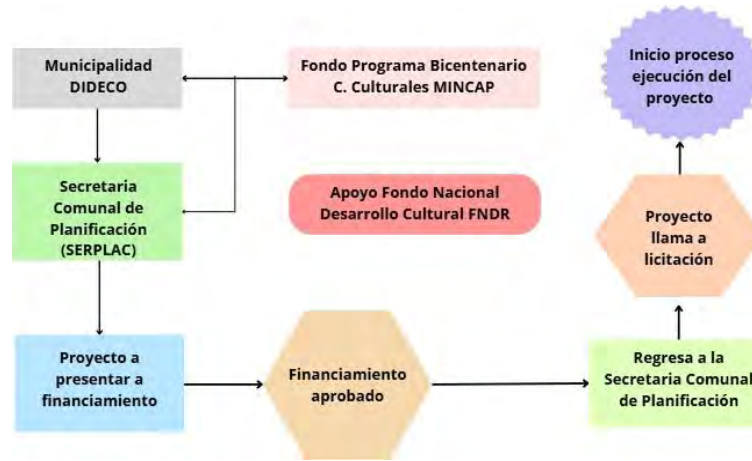 Municipalidad
DIDECO
Fondo Programa Bicentenario
C. Culturales MINCAP
Inicio proceso
ejecución del
proyecto
Secretaria
Comunal de
Planificación
(SERPLAC)
Apoyo Fondo Nacional
Desarrollo Cultural FNDR
Proyecto
llama a
licitación
Proyecto a
presentar a
financiamiento
Financiamiento
aprobado
Regresa a la
Secretaria Comunal
de Planificación